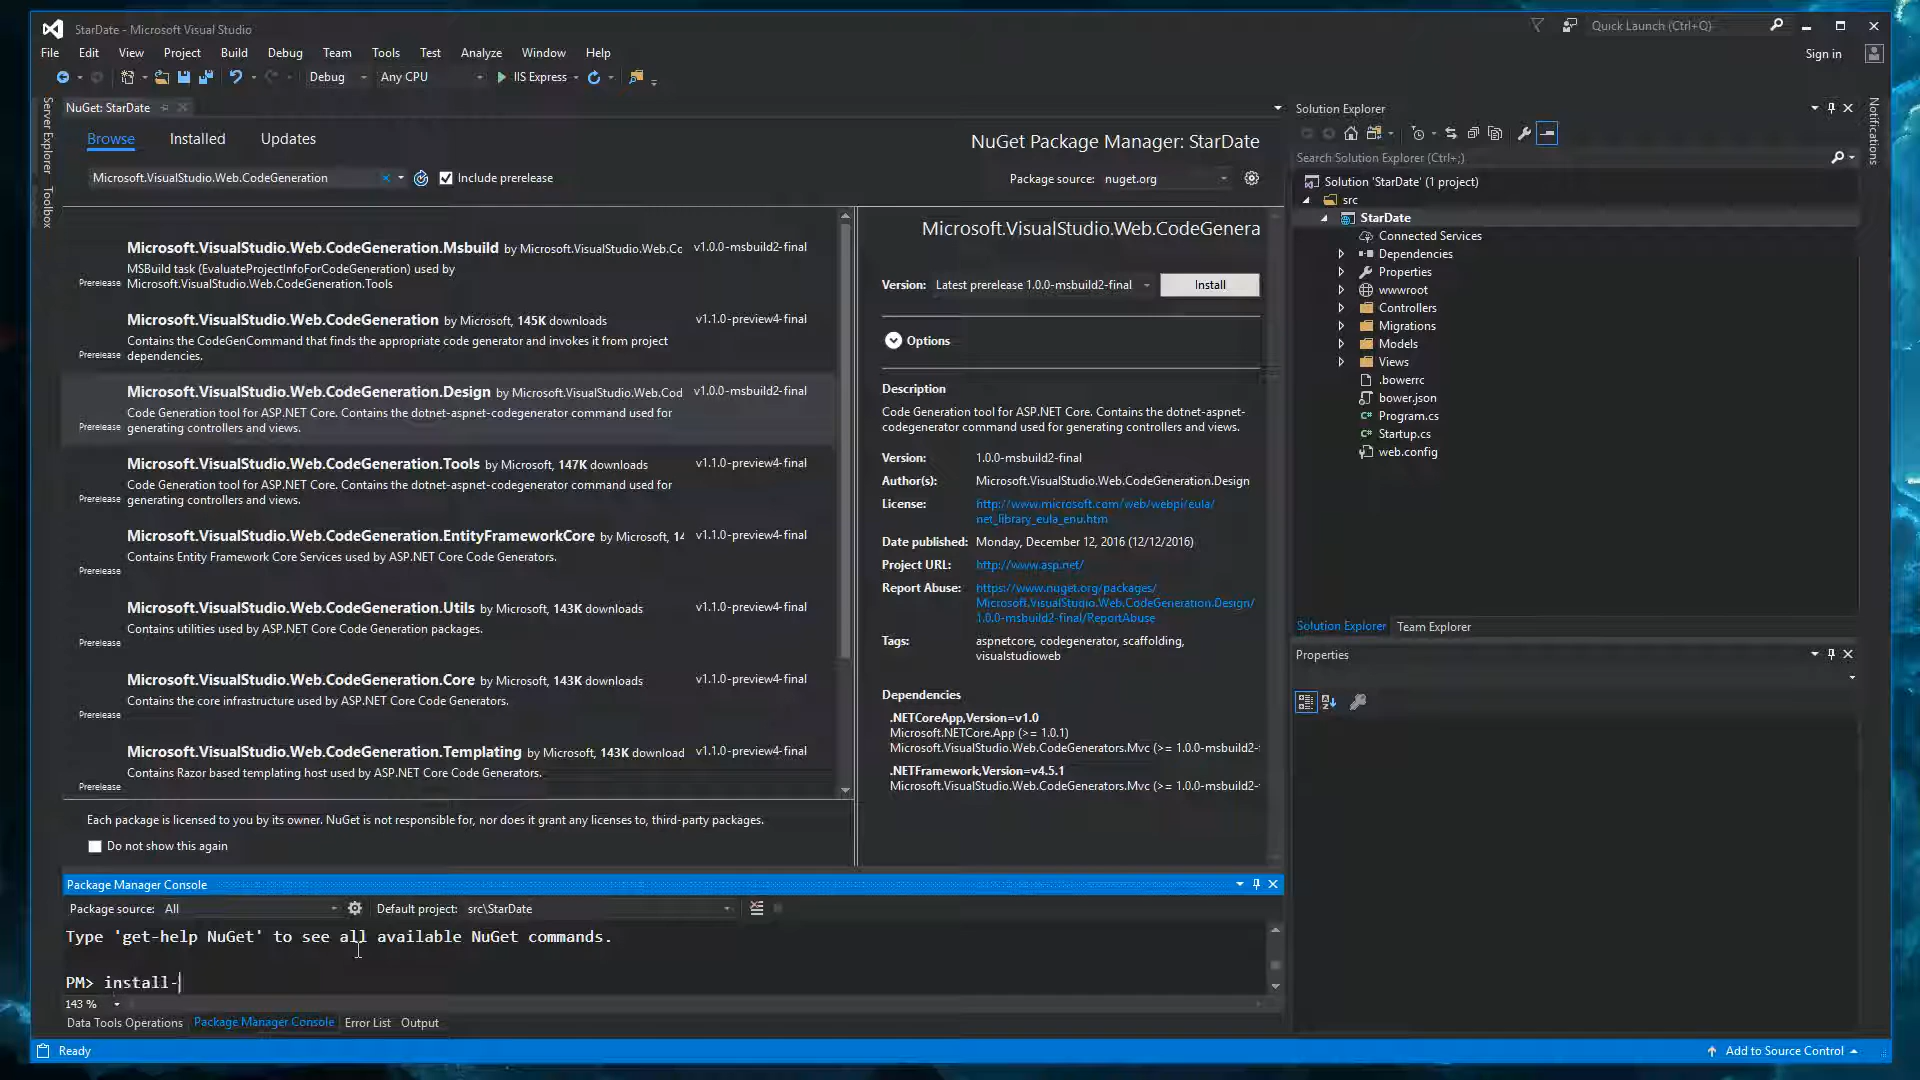 StarDate - Microsoft Visual Studio
Quick Launch (Ctrl+Q)
File Edit View Project Build Debug Team Tools Test Analyze Window Help
Sign in
Debug Any CPU IIS Express
Server Explorer
Toolbox
Notifications
NuGet: StarDate
Browse Installed Updates
NuGet Package Manager: StarDate
Microsoft.VisualStudio.Web.CodeGeneration
Include prerelease
Package source: nuget.org
Microsoft.VisualStudio.Web.CodeGeneration.Msbuild by Microsoft.VisualStudio.Web.Cc v1.0.0-msbuild2-final
MSBuild task (EvaluateProjectInfoForCodeGeneration) used by
Prerelease Microsoft.VisualStudio.Web.CodeGeneration.Tools
Microsoft.VisualStudio.Web.CodeGeneration by Microsoft, 145K downloads v1.1.0-preview4-final
Contains the CodeGenCommand that finds the appropriate code generator and invokes it from project
Prerelease dependencies.
Microsoft.VisualStudio.Web.CodeGeneration.Design by Microsoft.VisualStudio.Web.Cod v1.0.0-msbuild2-final
Code Generation tool for ASP.NET Core. Contains the dotnet-aspnet-codegenerator command used for
Prerelease generating controllers and views.
Microsoft.VisualStudio.Web.CodeGeneration.Tools by Microsoft, 147K downloads v1.1.0-preview4-final
Code Generation tool for ASP.NET Core. Contains the dotnet-aspnet-codegenerator command used for
Prerelease generating controllers and views.
Microsoft.VisualStudio.Web.CodeGeneration.EntityFrameworkCore by Microsoft, 14 v1.1.0-preview4-final
Contains Entity Framework Core Services used by ASP.NET Core Code Generators.
Prerelease
Microsoft.VisualStudio.Web.CodeGeneration.Utils by Microsoft, 143K downloads v1.1.0-preview4-final
Contains utilities used by ASP.NET Core Code Generation packages.
Prerelease
Microsoft.VisualStudio.Web.CodeGeneration.Core by Microsoft, 143K downloads v1.1.0-preview4-final
Contains the core infrastructure used by ASP.NET Core Code Generators.
Prerelease
Microsoft.VisualStudio.Web.CodeGeneration.Templating by Microsoft, 143K download v1.1.0-preview4-final
Contains Razor based templating host used by ASP.NET Core Code Generators.
Prerelease
Each package is licensed to you by its owner. NuGet is not responsible for, nor does it grant any licenses to, third-party packages.
Do not show this again
Microsoft.VisualStudio.Web.CodeGenera
Version: Latest prerelease 1.0.0-msbuild2-final Install
Options
Description
Code Generation tool for ASP.NET Core. Contains the dotnet-aspnet-
codegenerator command used for generating controllers and views.
Version: 1.0.0-msbuild2-final
Author(s): Microsoft.VisualStudio.Web.CodeGeneration.Design
License: http://www.microsoft.com/web/webpi/eula/
net_library_eula_enu.htm
Date published: Monday, December 12, 2016 (12/12/2016)
Project URL: http://www.asp.net/
Report Abuse: https://www.nuget.org/packages/
Microsoft.VisualStudio.Web.CodeGeneration.Design/
1.0.0-msbuild2-final/ReportAbuse
Tags: aspnetcore, codegenerator, scaffolding,
visualstudioweb
Dependencies
.NETCoreApp,Version=v1.0
Microsoft.NETCore.App (>= 1.0.1)
Microsoft.VisualStudio.Web.CodeGenerators.Mvc (>= 1.0.0-msbuild2-
.NETFramework,Version=v4.5.1
Microsoft.VisualStudio.Web.CodeGenerators.Mvc (>= 1.0.0-msbuild2-
Solution Explorer
Search Solution Explorer (Ctrl+;)
Solution 'StarDate' (1 project)
src
StarDate
Connected Services
Dependencies
Properties
wwwroot
Controllers
Migrations
Models
Views
.bowerrc
bower.json
Program.cs
Startup.cs
web.config
Solution Explorer Team Explorer
Properties
Package Manager Console
Package source: All Default project: src\StarDate
Type 'get-help NuGet' to see all available NuGet commands.
PM> install-
143 %
Data Tools Operations Package Manager Console Error List Output
Ready
Add to Source Control